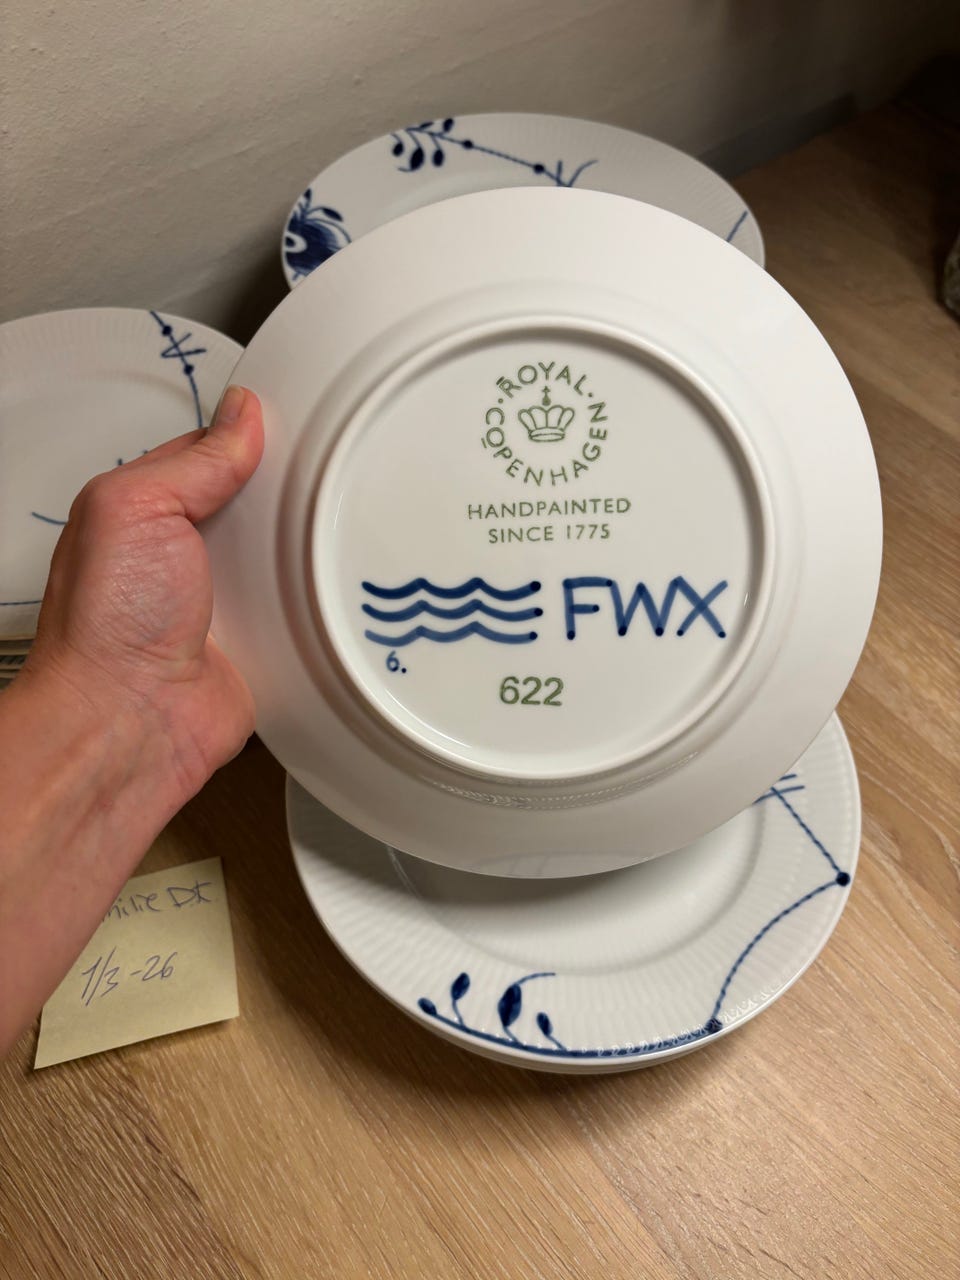 ROYAL
COPENHAGEN
HANDPAINTED
SINCE 1775
FWX
6.
622
1/3-26